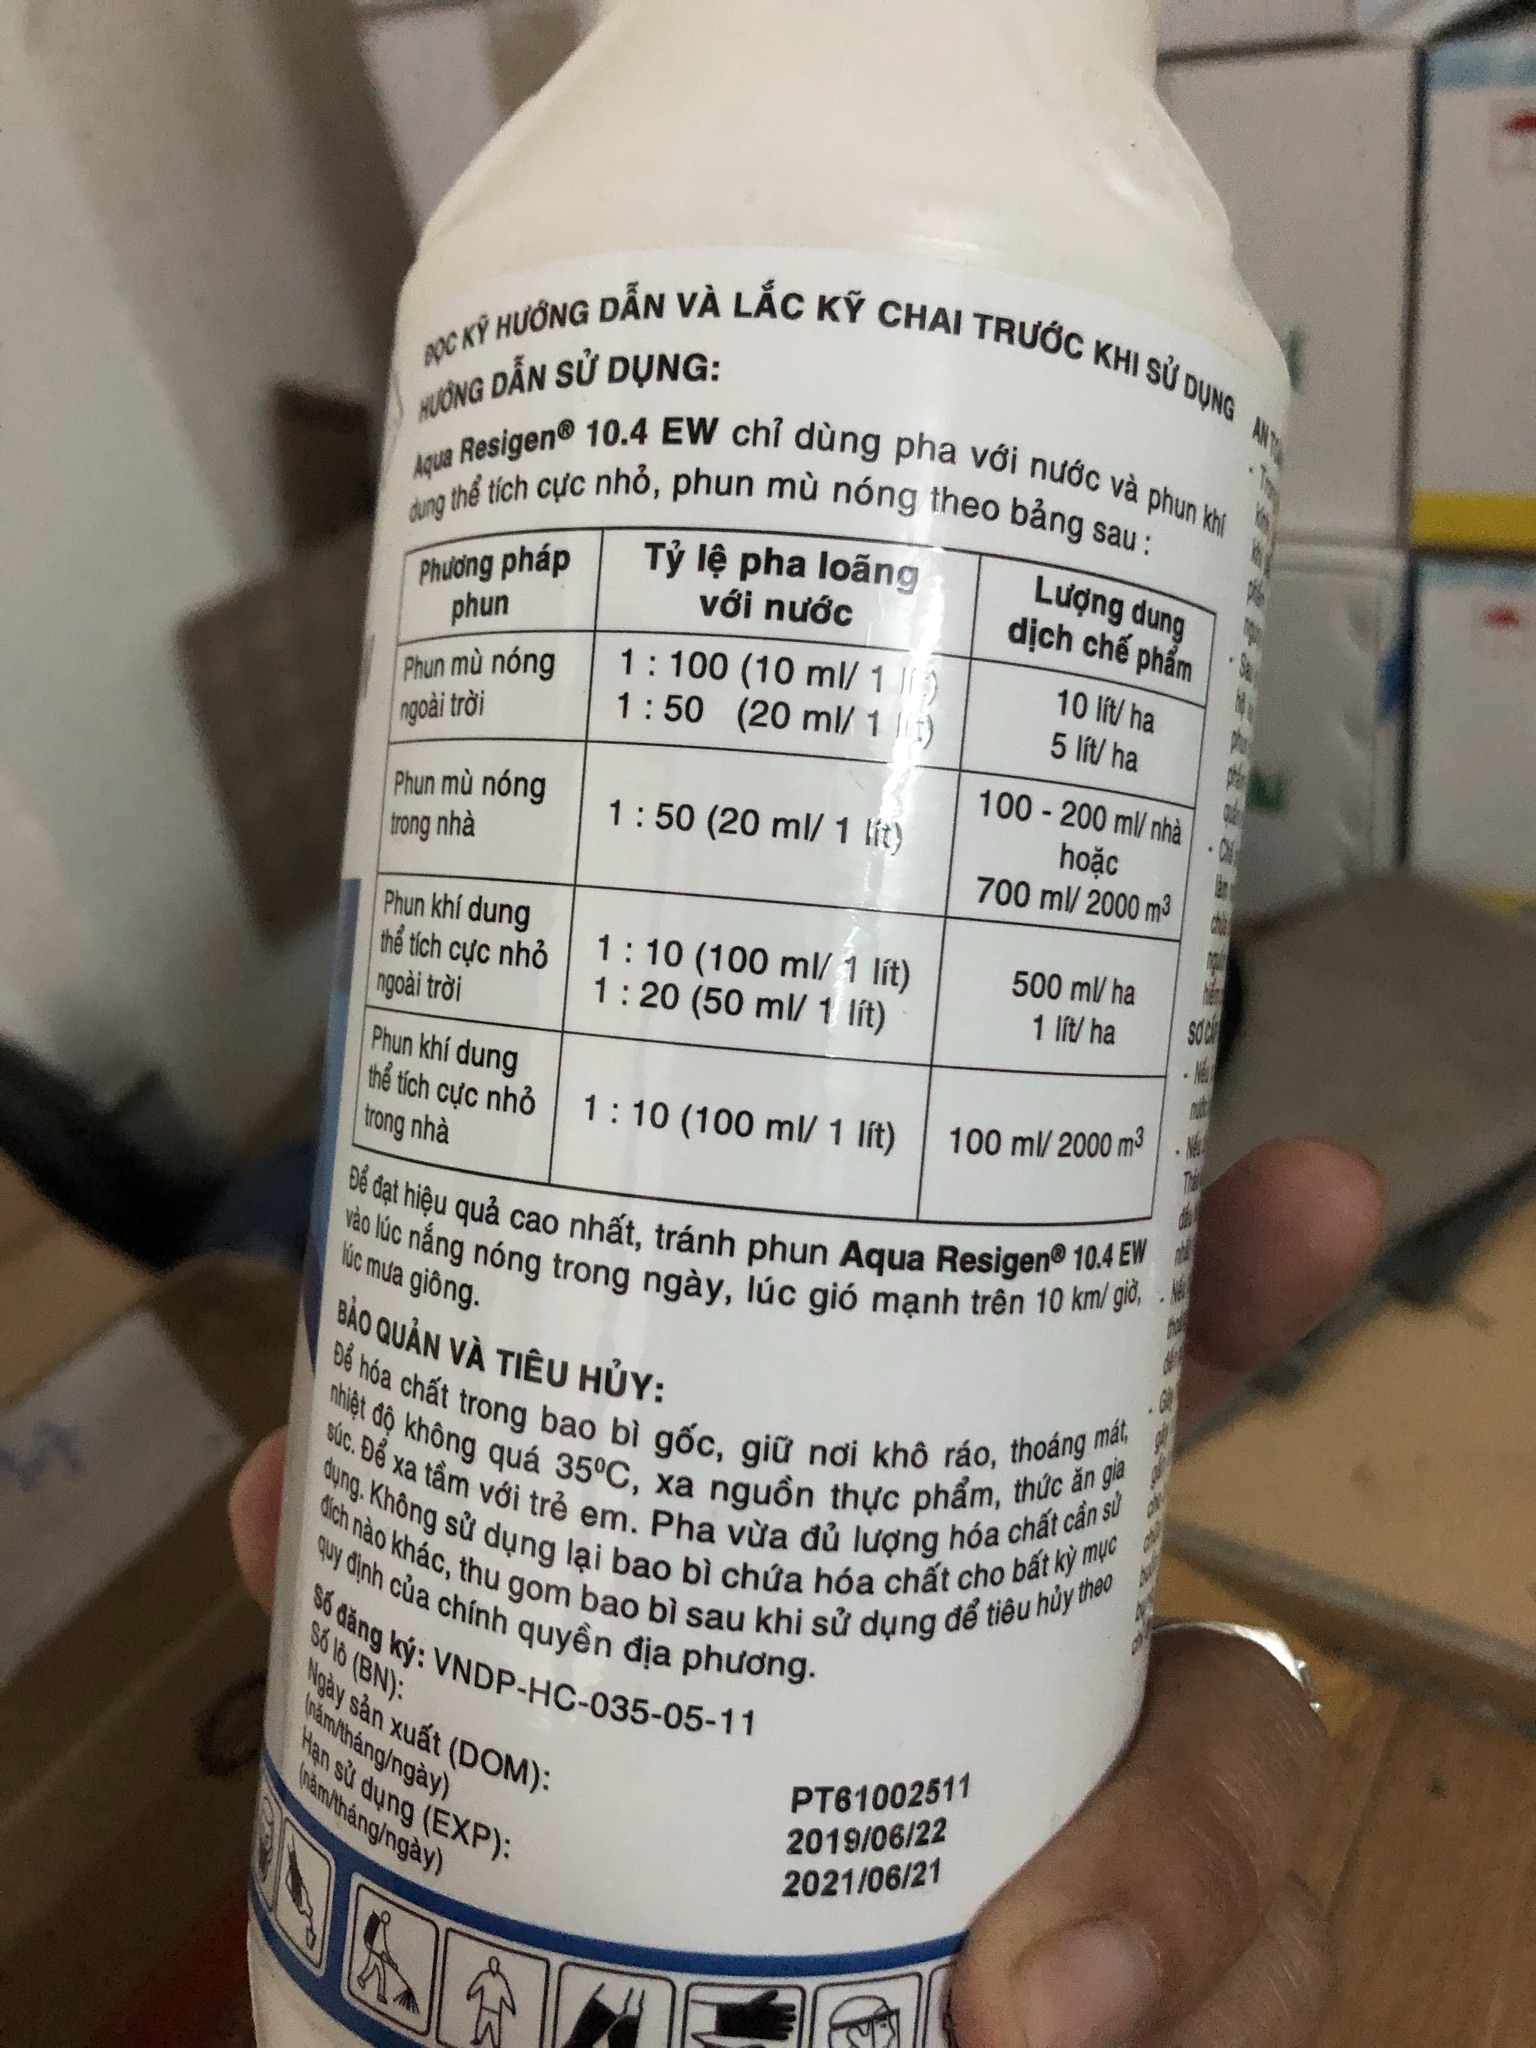 ĐỌC KỸ HƯỚNG DẪN VÀ LẮC KỸ CHAI TRƯỚC KHI SỬ DỤNG
HƯỚNG DẪN SỬ DỤNG:
Aqua Resigen® 10.4 EW chỉ dùng pha với nước và phun khí
dung thể tích cực nhỏ, phun mù nóng theo bảng sau :
Phương pháp phun
Tỷ lệ pha loãng với nước
Lượng dung dịch chế phẩm
Phun mù nóng ngoài trời
1 : 100 (10 ml/ 1 lít)
1 : 50 (20 ml/ 1 lít)
10 lít/ ha
5 lít/ ha
Phun mù nóng trong nhà
1 : 50 (20 ml/ 1 lít)
100 - 200 ml/ nhà
hoặc
700 ml/ 2000 m³
Phun khí dung thể tích cực nhỏ ngoài trời
1 : 10 (100 ml/ 1 lít)
1 : 20 (50 ml/ 1 lít)
500 ml/ ha
1 lít/ ha
Phun khí dung thể tích cực nhỏ trong nhà
1 : 10 (100 ml/ 1 lít)
100 ml/ 2000 m³
Để đạt hiệu quả cao nhất, tránh phun Aqua Resigen® 10.4 EW
vào lúc nắng nóng trong ngày, lúc gió mạnh trên 10 km/ giờ,
lúc mưa giông.
BẢO QUẢN VÀ TIÊU HỦY:
Để hóa chất trong bao bì gốc, giữ nơi khô ráo, thoáng mát,
nhiệt độ không quá 35ºC, xa nguồn thực phẩm, thức ăn gia
súc. Để xa tầm với trẻ em. Pha vừa đủ lượng hóa chất cần sử
dụng. Không sử dụng lại bao bì chứa hóa chất cho bất kỳ mục
đích nào khác, thu gom bao bì sau khi sử dụng để tiêu hủy theo
quy định của chính quyền địa phương.
Số đăng ký: VNDP-HC-035-05-11
Số lô (BN): PT61002511
Ngày sản xuất (DOM): 2019/06/22
(năm/tháng/ngày)
Hạn sử dụng (EXP): 2021/06/21
(năm/tháng/ngày)